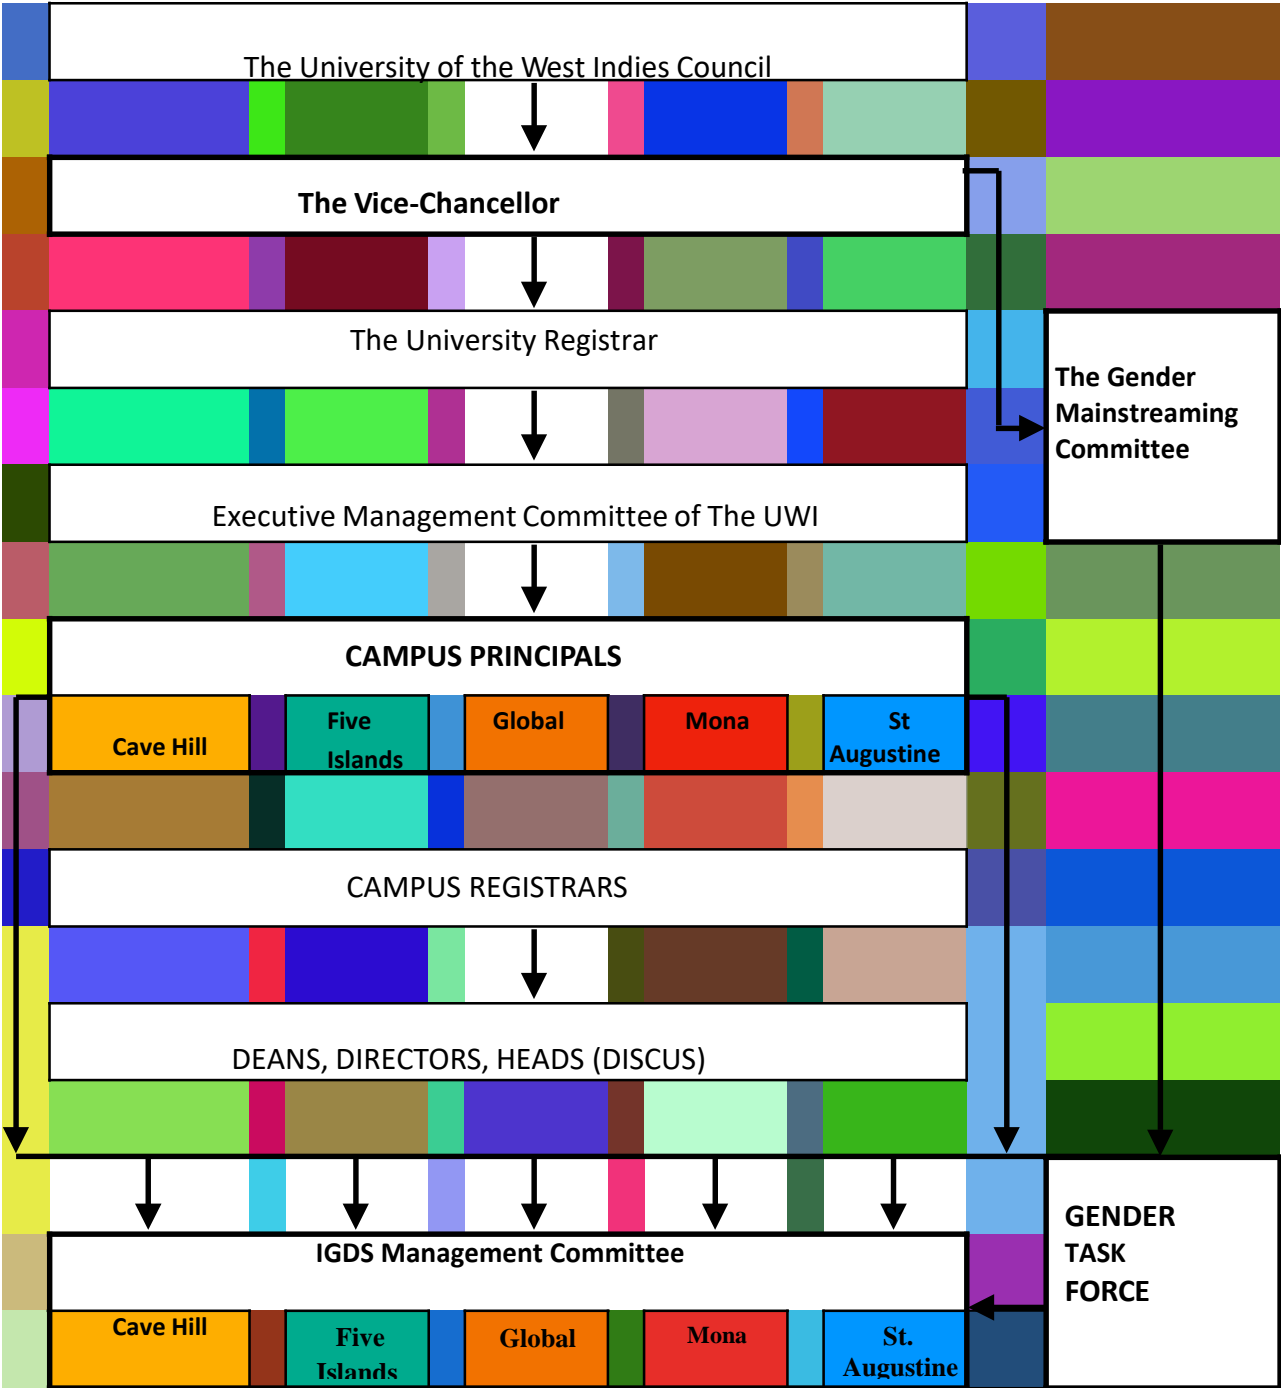 The University of the West Indies Council
The Vice-Chancellor
The University Registrar
The Gender
Mainstreaming
Committee
Executive Management Committee of The UWI
CAMPUS PRINCIPALS
Cave Hill
Five
Islands
Global
Mona
St
Augustine
CAMPUS REGISTRARS
DEANS, DIRECTORS, HEADS (DISCUS)
IGDS Management Committee
GENDER
TASK
FORCE
Cave Hill
Five
Islands
Global
Mona
St.
Augustine